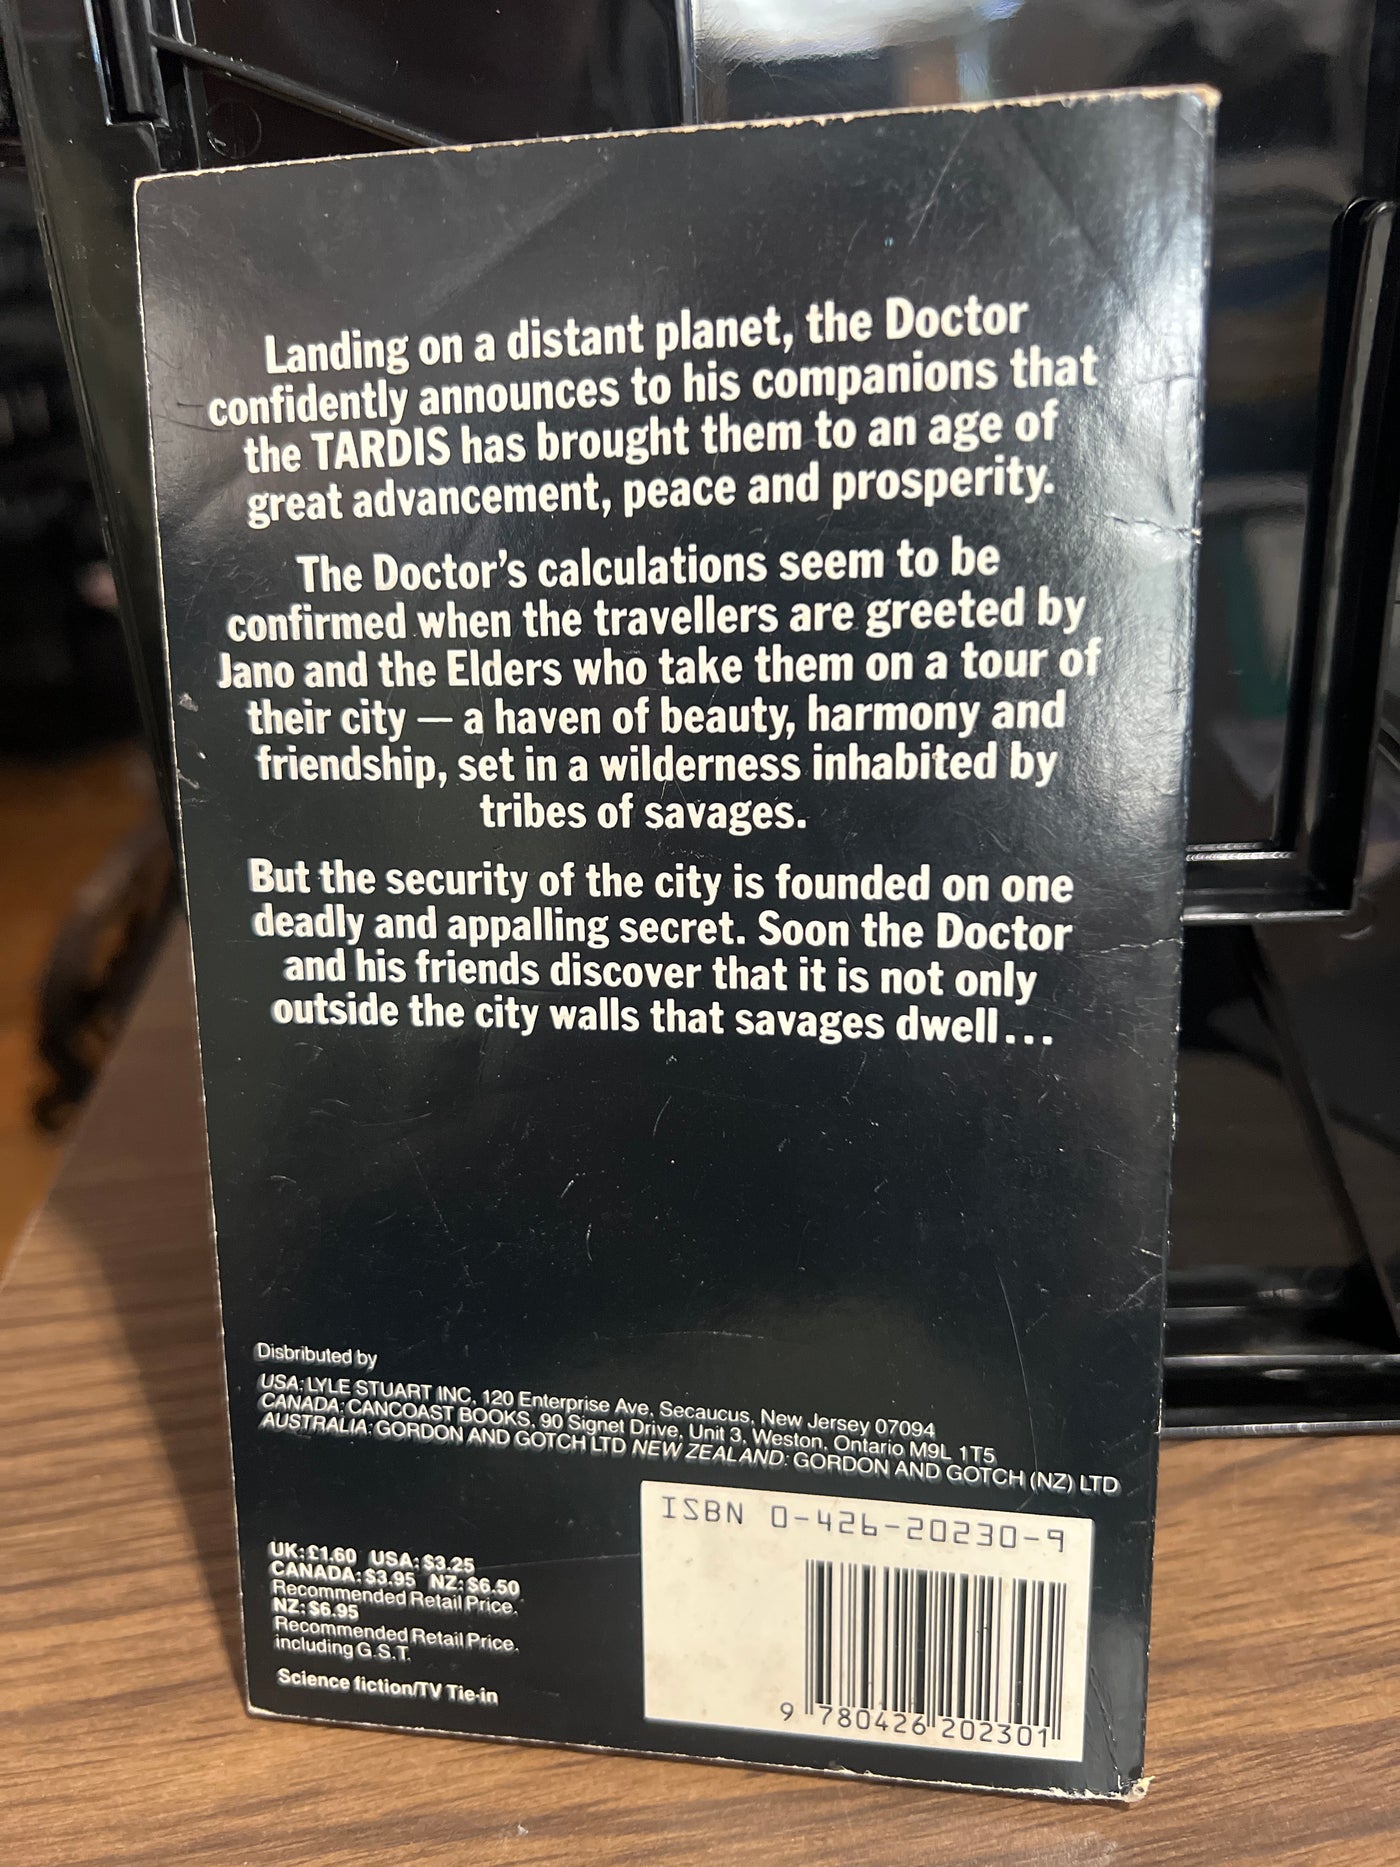 Landing on a distant planet, the Doctor
confidently announces to his companions that
the TARDIS has brought them to an age of
great advancement, peace and prosperity.
The Doctor's calculations seem to be
confirmed when the travellers are greeted by
Jano and the Elders who take them on a tour of
their city — a haven of beauty, harmony and
friendship, set in a wilderness inhabited by
tribes of savages.
But the security of the city is founded on one
deadly and appalling secret. Soon the Doctor
and his friends discover that it is not only
outside the city walls that savages dwell...
Disbributed by
USA: LYLE STUART INC, 120 Enterprise Ave, Secaucus, New Jersey 07094
CANADA: CANCOAST BOOKS, 90 Signet Drive, Unit 3, Weston, Ontario M9L 1T5
AUSTRALIA: GORDON AND GOTCH LTD NEW ZEALAND: GORDON AND GOTCH (NZ) LTD
ISBN 0-426-20230-9
UK: £1.60 USA: $3.25
CANADA: $3.95 NZ: $6.50
Recommended Retail Price.
NZ: $6.95
Recommended Retail Price.
including G.S.T.
Science fiction/TV Tie-in
9 780426 202301